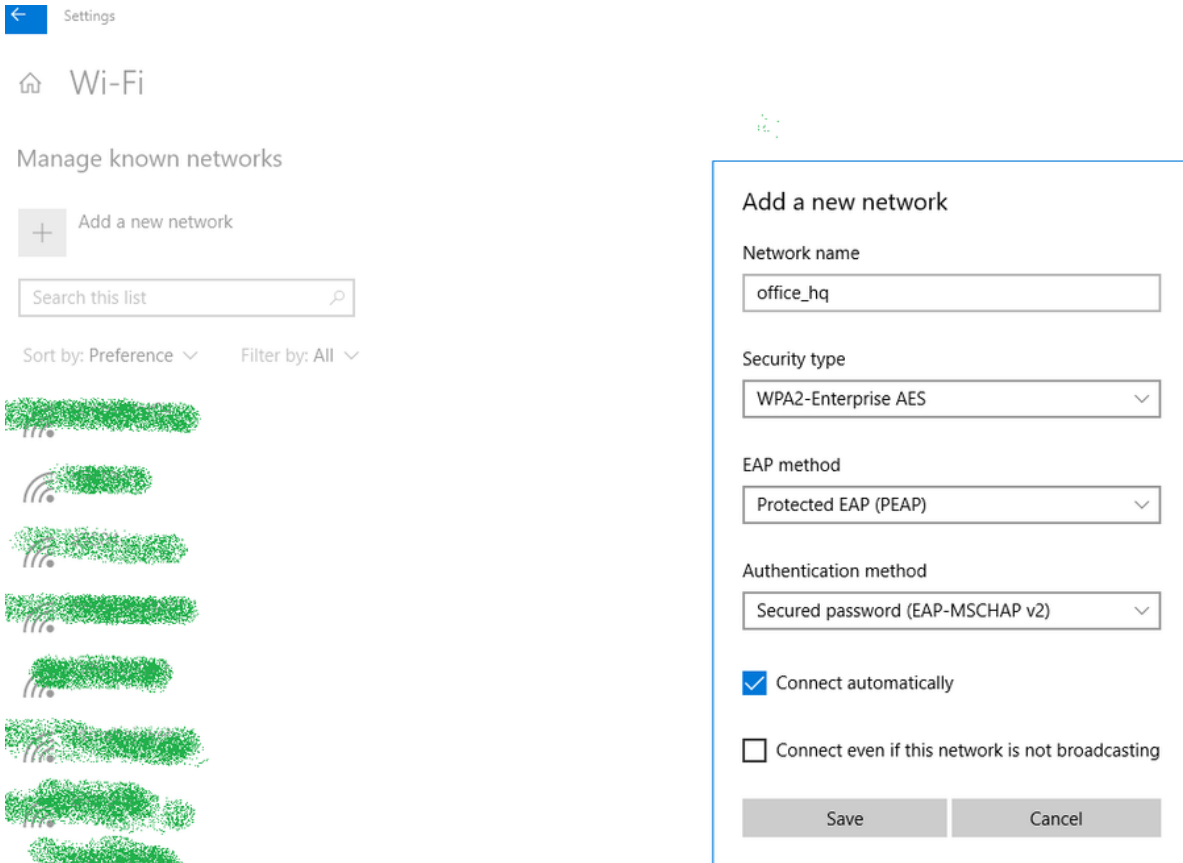 Settings
Wi-Fi
Manage known networks
Add a new network
Search this list
Sort by: Preference Filter by: All
Add a new network
Network name
office_hq
Security type
WPA2-Enterprise AES
EAP method
Protected EAP (PEAP)
Authentication method
Secured password (EAP-MSCHAP v2)
Connect automatically
Connect even if this network is not broadcasting
Save Cancel